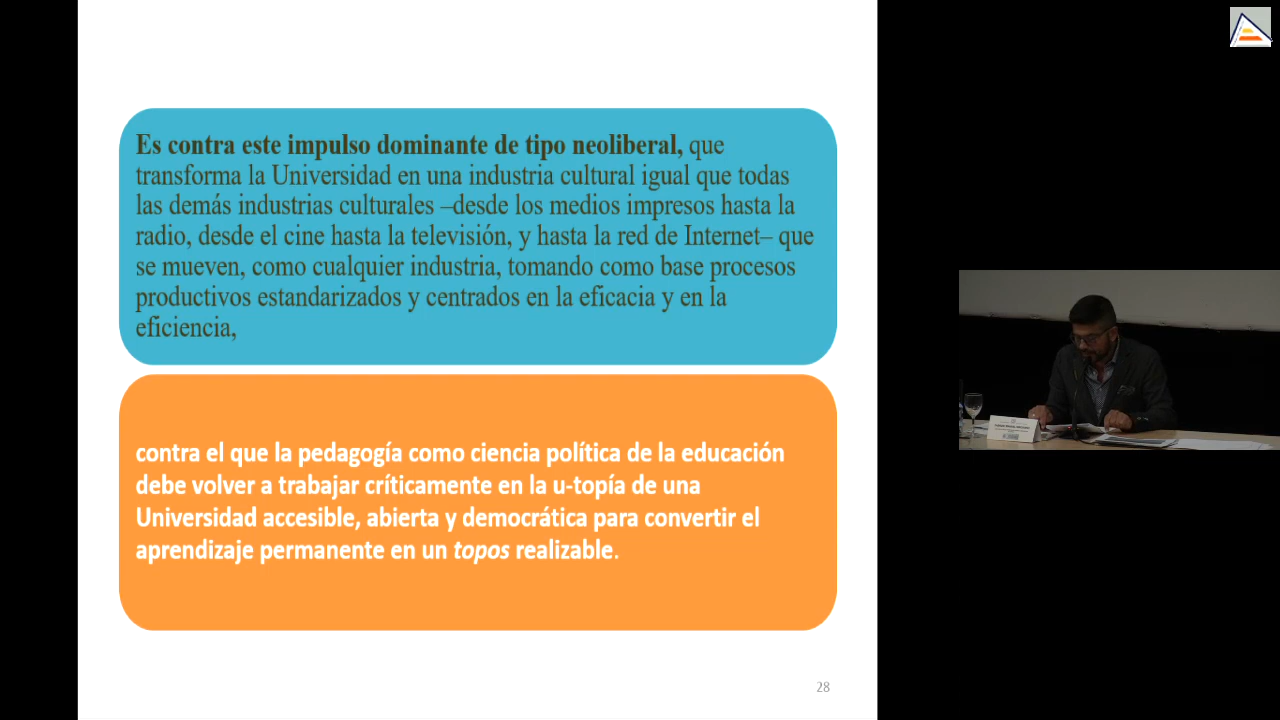 Es contra este impulso dominante de tipo neoliberal, que
transforma la Universidad en una industria cultural igual que todas
las demás industrias culturales –desde los medios impresos hasta la
radio, desde el cine hasta la televisión, y hasta la red de Internet– que
se mueven, como cualquier industria, tomando como base procesos
productivos estandarizados y centrados en la eficacia y en la
eficiencia,
contra el que la pedagogía como ciencia política de la educación
debe volver a trabajar críticamente en la u-topía de una
Universidad accesible, abierta y democrática para convertir el
aprendizaje permanente en un topos realizable.
28